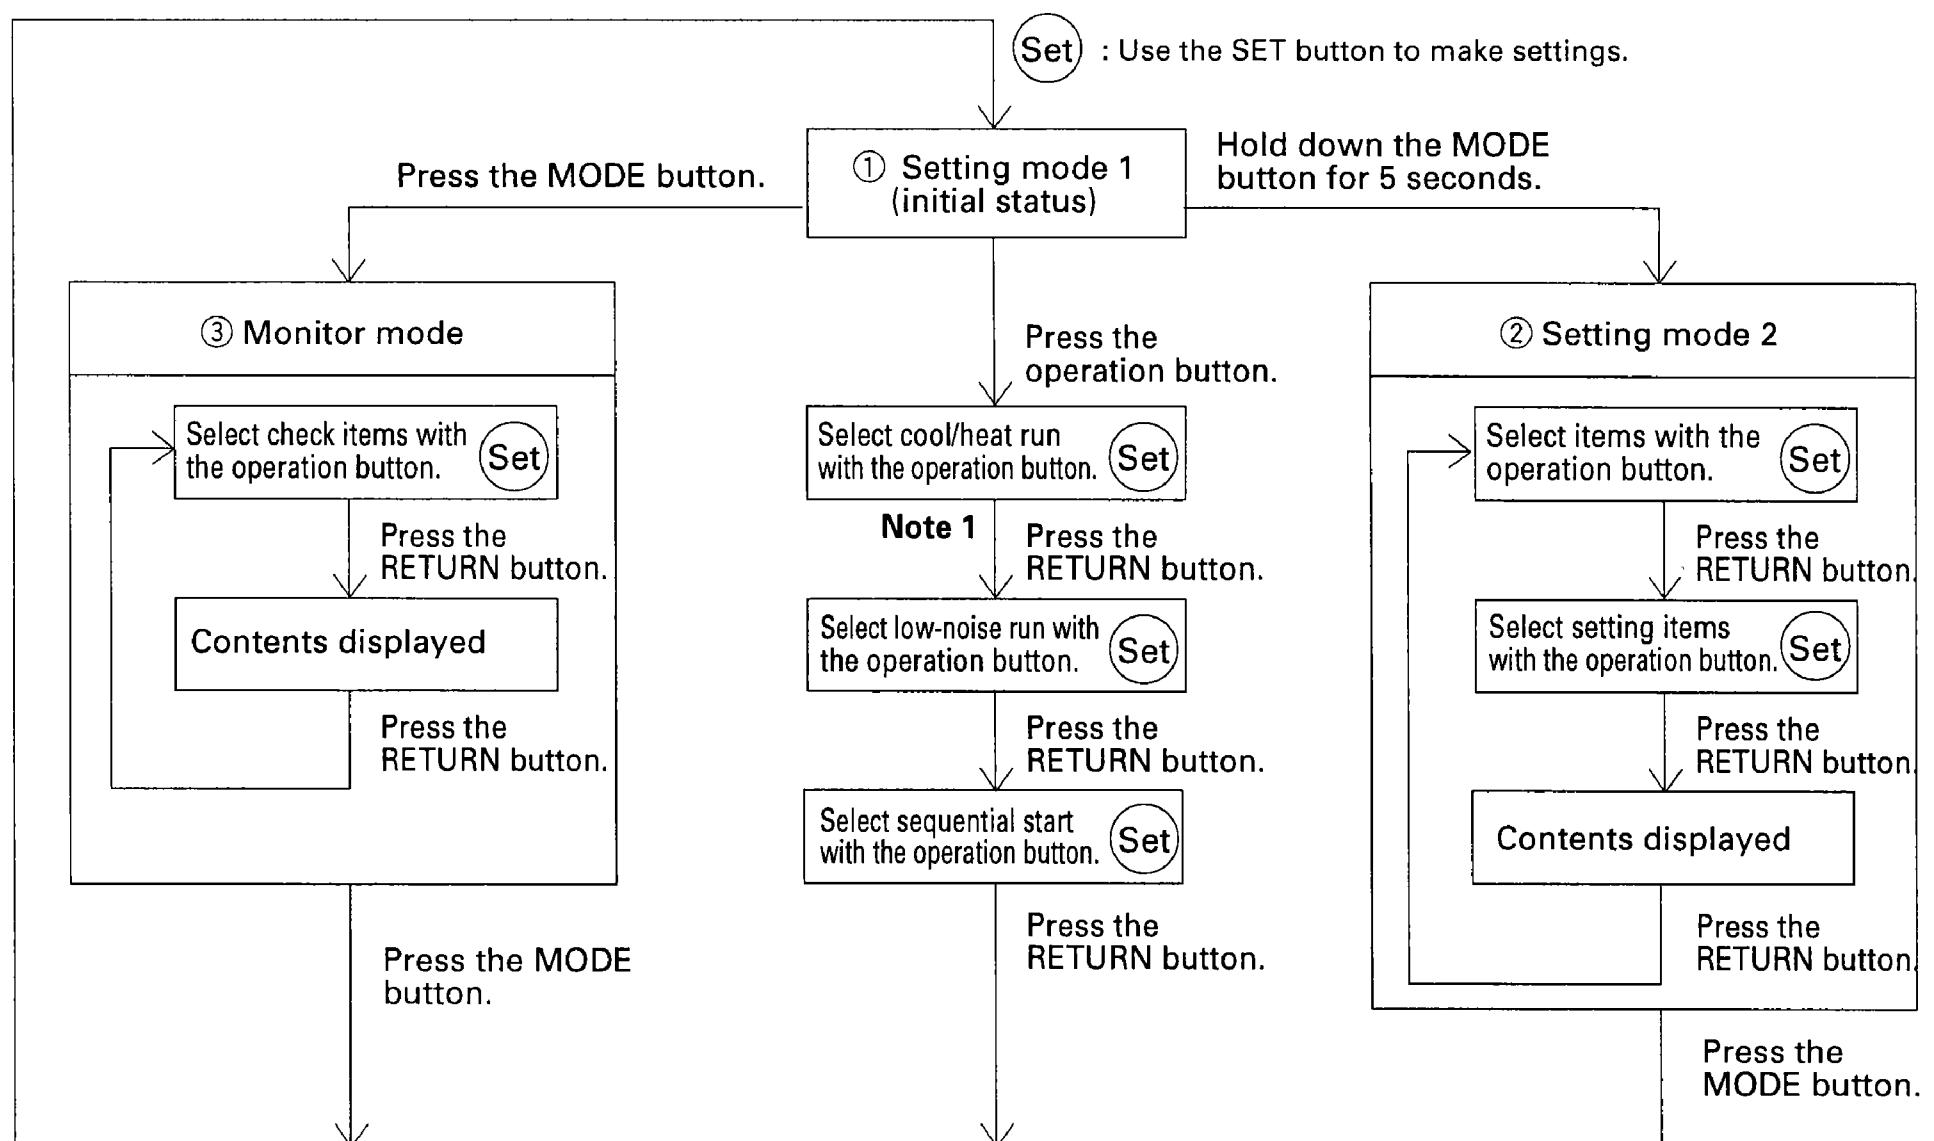 Set : Use the SET button to make settings.
① Setting mode 1
(initial status)
Press the MODE button.
Hold down the MODE
button for 5 seconds.
③ Monitor mode
Select check items with
the operation button.
Set
Press the
RETURN button.
Contents displayed
Press the
RETURN button.
Press the MODE
button.
Press the
operation button.
Select cool/heat run
with the operation button.
Set
Note 1
Press the
RETURN button.
Select low-noise run with
the operation button.
Set
Press the
RETURN button.
Select sequential start
with the operation button.
Set
Press the
RETURN button.
② Setting mode 2
Select items with the
operation button.
Set
Press the
RETURN button.
Select setting items
with the operation button.
Set
Press the
RETURN button.
Contents displayed
Press the
RETURN button.
Press the
MODE button.